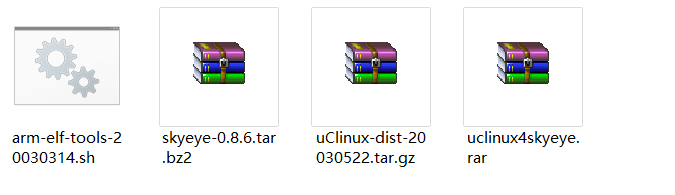 arm-elf-tools-2
0030314.sh
skyeye-0.8.6.tar
.bz2
uClinux-dist-20
030522.tar.gz
uclinux4skyeye.
rar